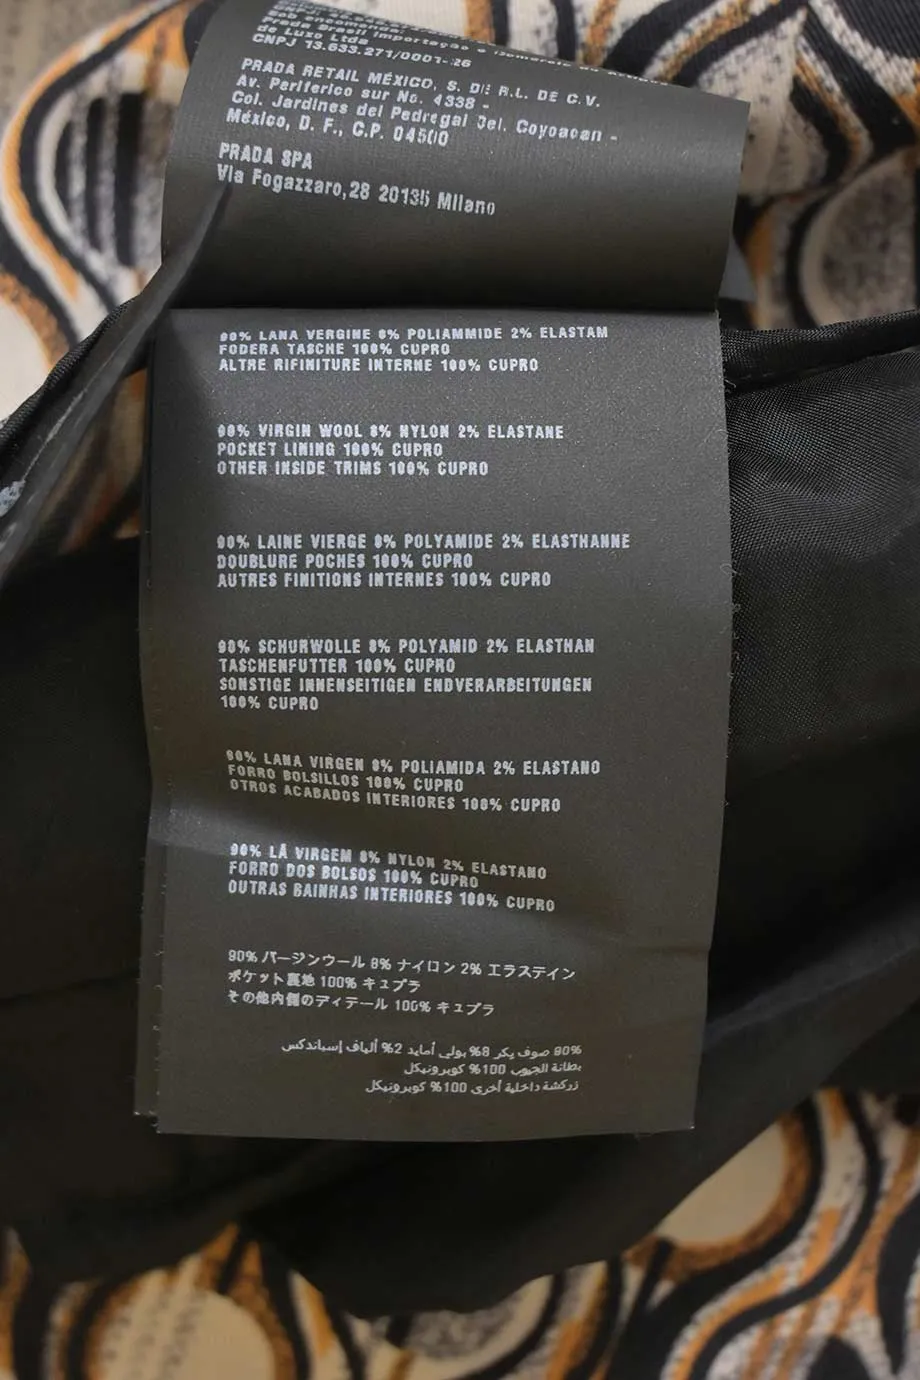 Prada Brasil Importação e
de Luxo Ltda
CNPJ 13.633.271/0001-26
PRADA RETAIL MÉXICO, S. DE R.L. DE C.V.
Av. Periferico sur No. 4338 -
Col. Jardines del Pedregal Del. Coyoacan -
México, D. F., C.P. 04500
PRADA SPA
Via Fogazzaro,28 20135 Milano
90% LANA VERGINE 8% POLIAMMIDE 2% ELASTAM
FODERA TASCHE 100% CUPRO
ALTRE RIFINITURE INTERNE 100% CUPRO
90% VIRGIN WOOL 8% NYLON 2% ELASTANE
POCKET LINING 100% CUPRO
OTHER INSIDE TRIMS 100% CUPRO
90% LAINE VIERGE 8% POLYAMIDE 2% ELASTHANNE
DOUBLURE POCHES 100% CUPRO
AUTRES FINITIONS INTERNES 100% CUPRO
90% SCHURWOLLE 8% POLYAMID 2% ELASTHAN
TASCHENFUTTER 100% CUPRO
SONSTIGE INNENSEITIGEN ENDVERARBEITUNGEN
100% CUPRO
90% LANA VIRGEN 8% POLIAMIDA 2% ELASTANO
FORRO BOLSILLOS 100% CUPRO
OTROS ACABADOS INTERIORES 100% CUPRO
90% LÃ VIRGEM 8% NYLON 2% ELASTANO
FORRO DOS BOLSOS 100% CUPRO
OUTRAS BAINHAS INTERIORES 100% CUPRO
90% バージンウール 8% ナイロン 2% エラステイン
ポケット裏地 100% キュプラ
その他内側のディテール 100% キュプラ
90% صوف بكر 8% بولي أمايد 2% ألياف إسباندكس
بطانة الجيوب 100% كوبرونيكل
زركشة داخلية أخرى 100% كوبرونيكل